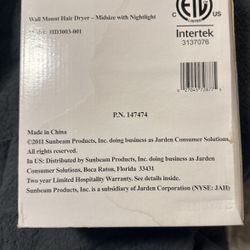 Wall Mount Hair Dryer – Midsize with Nightlight
Model: HD3003-001
ETL
C US
Intertek
3137076
P.N. 147474
Made in China
©2011 Sunbeam Products, Inc. doing business as Jarden Consumer Solutions.
All rights reserved.
In US: Distributed by Sunbeam Products, Inc. doing business as Jarden
Consumer Solutions, Boca Raton, Florida 33431
Two Year Limited Hospitality Warranty. See details inside.
Sunbeam Products, Inc. is a subsidiary of Jarden Corporation (NYSE: JAH)